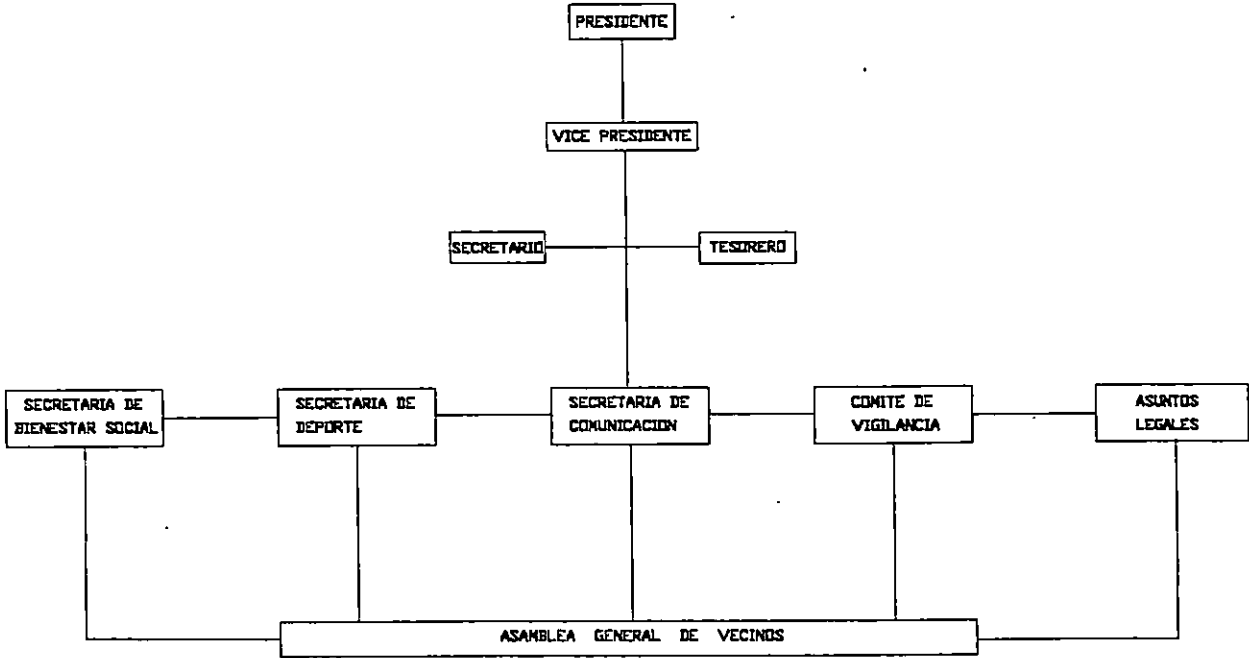 PRESIDENTE
VICE PRESIDENTE
SECRETARIO
TESORERO
SECRETARIA DE
BIENESTAR SOCIAL
SECRETARIA DE
DEPORTE
SECRETARIA DE
COMUNICACION
COMITE DE
VIGILANCIA
ASUNTOS
LEGALES
ASAMBLEA GENERAL DE VECINOS